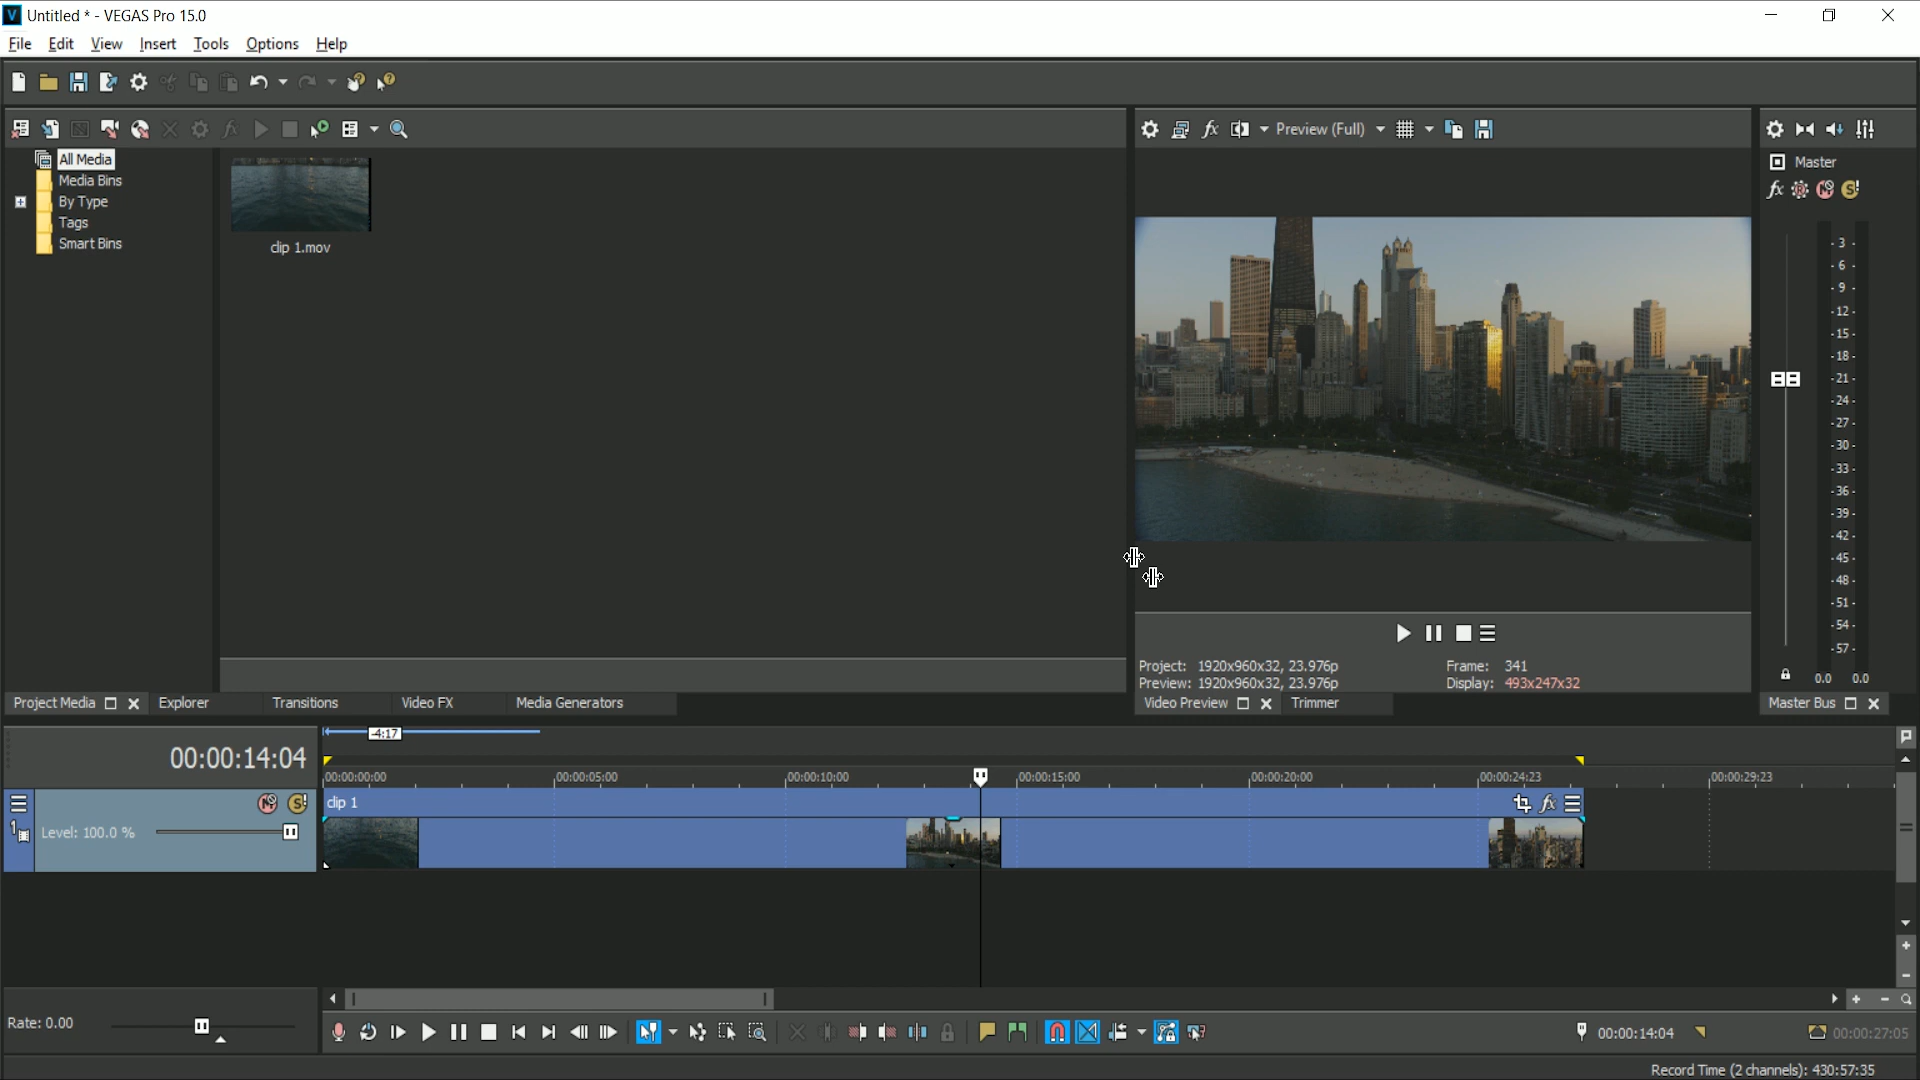 Untitled * - VEGAS Pro 15.0
File Edit View Insert Tools Options Help
Preview (Full)
All Media
Media Bins
By Type
Tags
Smart Bins
clip 1.mov
Master
-3-
-6-
-9-
-12-
-15-
-18-
-21-
-24-
-27-
-30-
-33-
-36-
-39-
-42-
-45-
-48-
-51-
-54-
-57-
0.0 0.0
Project: 1920x960x32, 23.976p Frame: 341
Preview: 1920x960x32, 23.976p Display: 493x247x32
Project Media Explorer Transitions Video FX Media Generators Video Preview Trimmer Master Bus
-4:17
00:00:14:04
00:00:00:00 00:00:05:00 00:00:10:00 00:00:15:00 00:00:20:00 00:00:24:23 00:00:29:23
clip 1
1 Level: 100.0 %
Rate: 0.00
00:00:14:04 00:00:27:05
Record Time (2 channels): 430:57:35